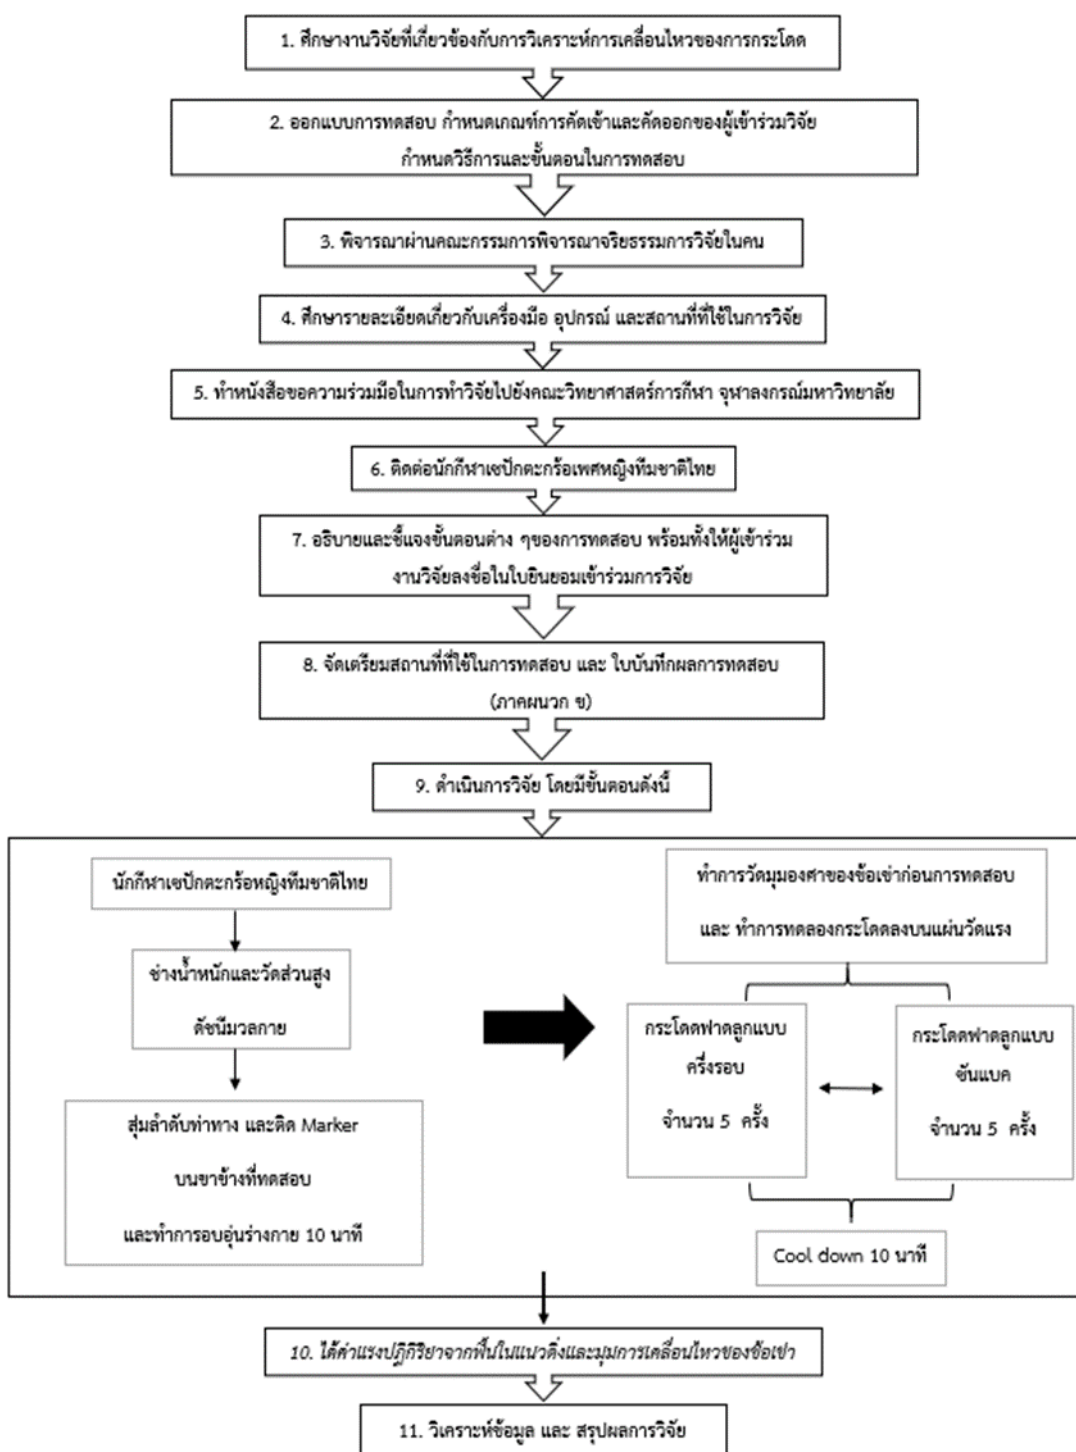 1. ศึกษางานวิจัยที่เกี่ยวข้องกับการวิเคราะห์การเคลื่อนไหวของการกระโดด
2. ออกแบบการทดสอบ กำหนดเกณฑ์การคัดเข้าและคัดออกของผู้เข้าร่วมวิจัย
กำหนดวิธีการและขั้นตอนในการทดสอบ
3. พิจารณาผ่านคณะกรรมการพิจารณาจริยธรรมการวิจัยในคน
4. ศึกษารายละเอียดเกี่ยวกับเครื่องมือ อุปกรณ์ และสถานที่ที่ใช้ในการวิจัย
5. ทำหนังสือขอความร่วมมือในการทำวิจัยไปยังคณะวิทยาศาสตร์การกีฬา จุฬาลงกรณ์มหาวิทยาลัย
6. ติดต่อนักกีฬาเซปักตะกร้อเพศหญิงทีมชาติไทย
7. อธิบายและชี้แจงขั้นตอนต่าง ๆของการทดสอบ พร้อมทั้งให้ผู้เข้าร่วม
งานวิจัยลงชื่อในใบยินยอมเข้าร่วมการวิจัย
8. จัดเตรียมสถานที่ที่ใช้ในการทดสอบ และ ใบบันทึกผลการทดสอบ
(ภาคผนวก ข)
9. ดำเนินการวิจัย โดยมีขั้นตอนดังนี้
นักกีฬาเซปักตะกร้อหญิงทีมชาติไทย
ชั่งน้ำหนักและวัดส่วนสูง
ดัชนีมวลกาย
สุ่มลำดับท่าทาง และติด Marker
บนขาข้างที่ทดสอบ
และทำการอบอุ่นร่างกาย 10 นาที
ทำการวัดมุมองศาของข้อเข่าก่อนการทดสอบ
และ ทำการทดลองกระโดดลงบนแผ่นวัดแรง
กระโดดฟาดลูกแบบ
ครึ่งรอบ
จำนวน 5 ครั้ง
กระโดดฟาดลูกแบบ
ซันแบค
จำนวน 5 ครั้ง
Cool down 10 นาที
10. ได้ค่าแรงปฏิกิริยาจากพื้นในแนวดิ่งและมุมการเคลื่อนไหวของข้อเข่า
11. วิเคราะห์ข้อมูล และ สรุปผลการวิจัย